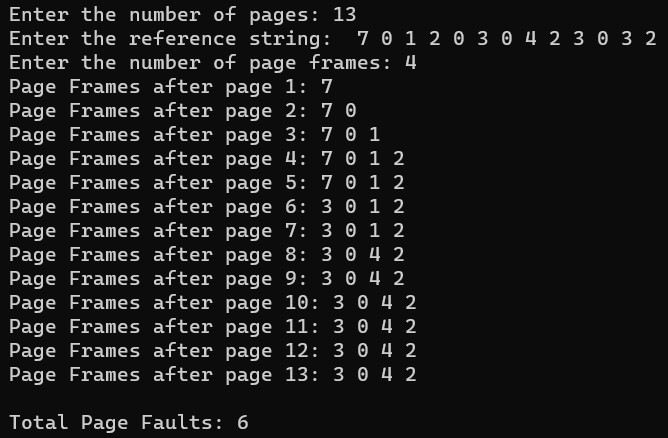 Enter the number of pages: 13
Enter the reference string:  7 0 1 2 0 3 0 4 2 3 0 3 2
Enter the number of page frames: 4
Page Frames after page 1: 7
Page Frames after page 2: 7 0
Page Frames after page 3: 7 0 1
Page Frames after page 4: 7 0 1 2
Page Frames after page 5: 7 0 1 2
Page Frames after page 6: 3 0 1 2
Page Frames after page 7: 3 0 1 2
Page Frames after page 8: 3 0 4 2
Page Frames after page 9: 3 0 4 2
Page Frames after page 10: 3 0 4 2
Page Frames after page 11: 3 0 4 2
Page Frames after page 12: 3 0 4 2
Page Frames after page 13: 3 0 4 2
Total Page Faults: 6